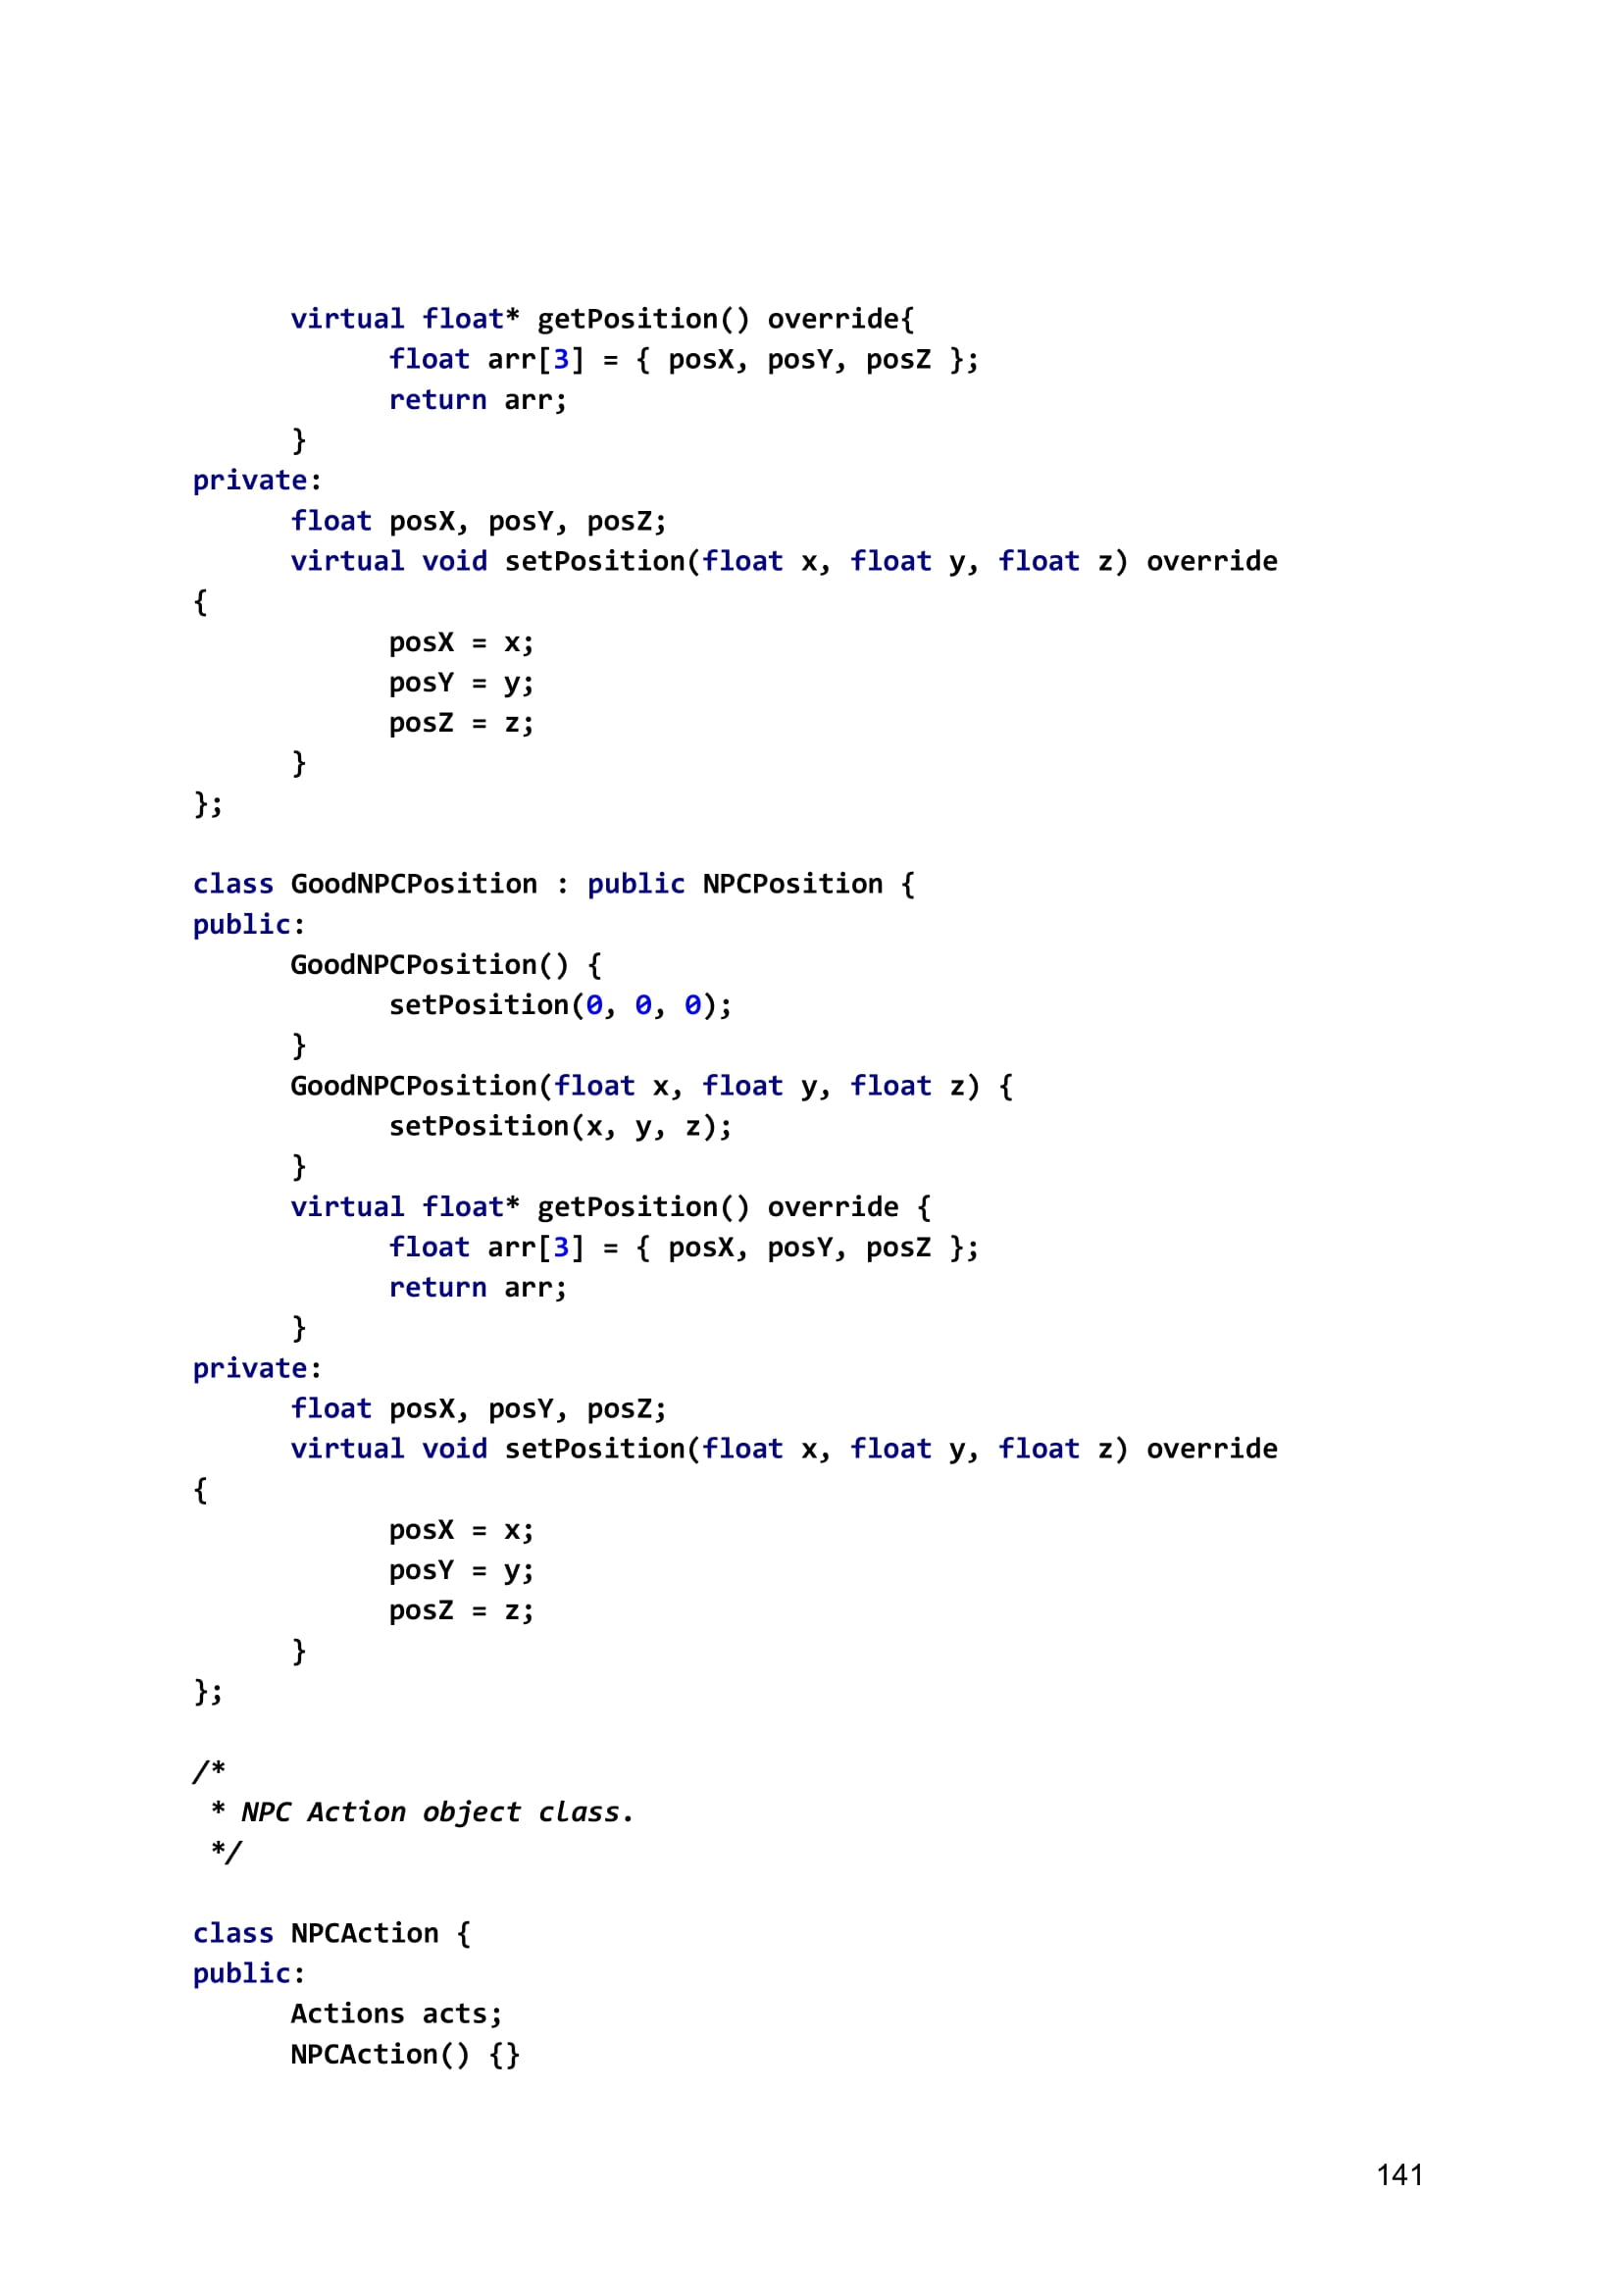 virtual float* getPosition() override{
float arr[3] = { posX, posY, posZ };
return arr;
}
private:
float posX, posY, posZ;
virtual void setPosition(float x, float y, float z) override
{
posX = x;
posY = y;
posZ = z;
}
};
class GoodNPCPosition : public NPCPosition {
public:
GoodNPCPosition() {
setPosition(0, 0, 0);
}
GoodNPCPosition(float x, float y, float z) {
setPosition(x, y, z);
}
virtual float* getPosition() override {
float arr[3] = { posX, posY, posZ };
return arr;
}
private:
float posX, posY, posZ;
virtual void setPosition(float x, float y, float z) override
{
posX = x;
posY = y;
posZ = z;
}
};
/*
* NPC Action object class.
*/
class NPCAction {
public:
Actions acts;
NPCAction() {}
141